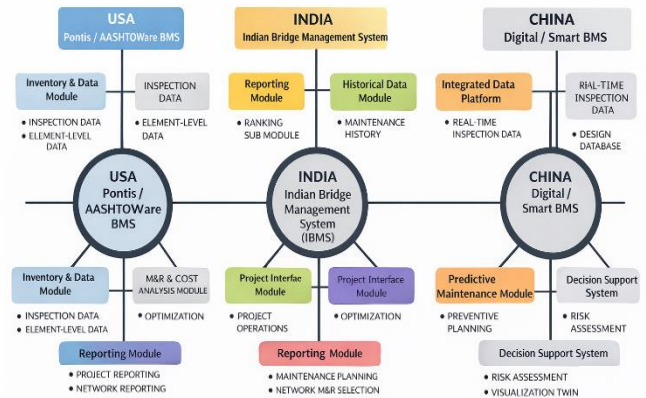 USA
Pontis / AASHTOWare BMS
INDIA
Indian Bridge Management System
CHINA
Digital / Smart BMS
Inventory & Data
Module
• INSPECTION DATA
• ELEMENT-LEVEL
DATA
INSPECTION
DATA
• ELEMENT-LEVEL
DATA
Reporting
Module
• RANKING
SUB MODULE
Historical Data
Module
• MAINTENANCE
HISTORY
Integrated Data
Platform
• REAL-TIME
INSPECTION DATA
RIAL-TIME
INSPECTION
DATA
• DESIGN
DATABASE
USA
Pontis /
AASHTOWare
BMS
INDIA
Indian Bridge
Management
System
(IBMS)
CHINA
Digital /
Smart BMS
Inventory & Data
Module
• INSPECTION DATA
• ELEMENT-LEVEL DATA
M&R & COST
ANALYSIS MODULE
• OPTIMIZATION
Project Interfac
Module
• PROJECT
OPERATIONS
Project Interface
Module
• OPTIMIZATION
Predictive
Maintenance Module
• PREVENTIVE
PLANNING
Decision Support
System
• RISK
ASSESSMENT
Reporting Module
• PROJECT REPORTING
• NETWORK REPORTING
Reporting Module
• MAINTENANCE PLANNING
• NETWORK M&R SELECTION
Decision Support System
• RISK ASSESSMENT
• VISUALIZATION TWIN